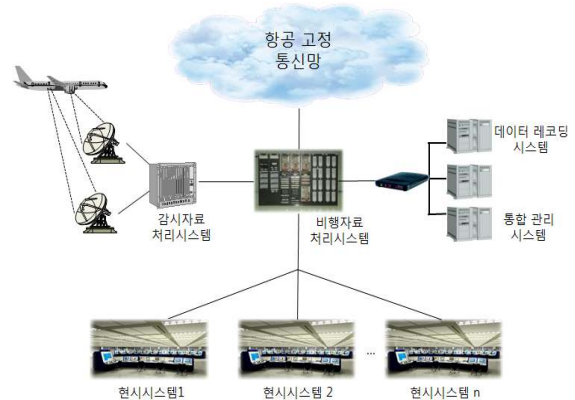 항공 고정
통신망
데이터 레코딩
시스템
감시자료
처리시스템
비행자료
처리시스템
통합 관리
시스템
...
현시시스템1
현시시스템 2
현시시스템 n